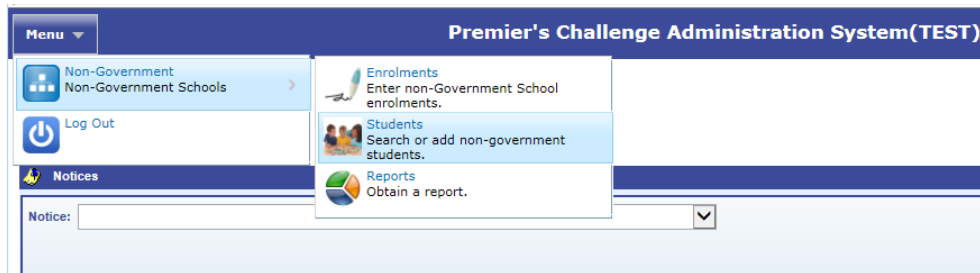 Menu
Premier's Challenge Administration System(TEST)
Non-Government
Non-Government Schools
Log Out
Enrolments
Enter non-Government School
enrolments.
Students
Search or add non-government
students.
Reports
Obtain a report.
Notices
Notice: